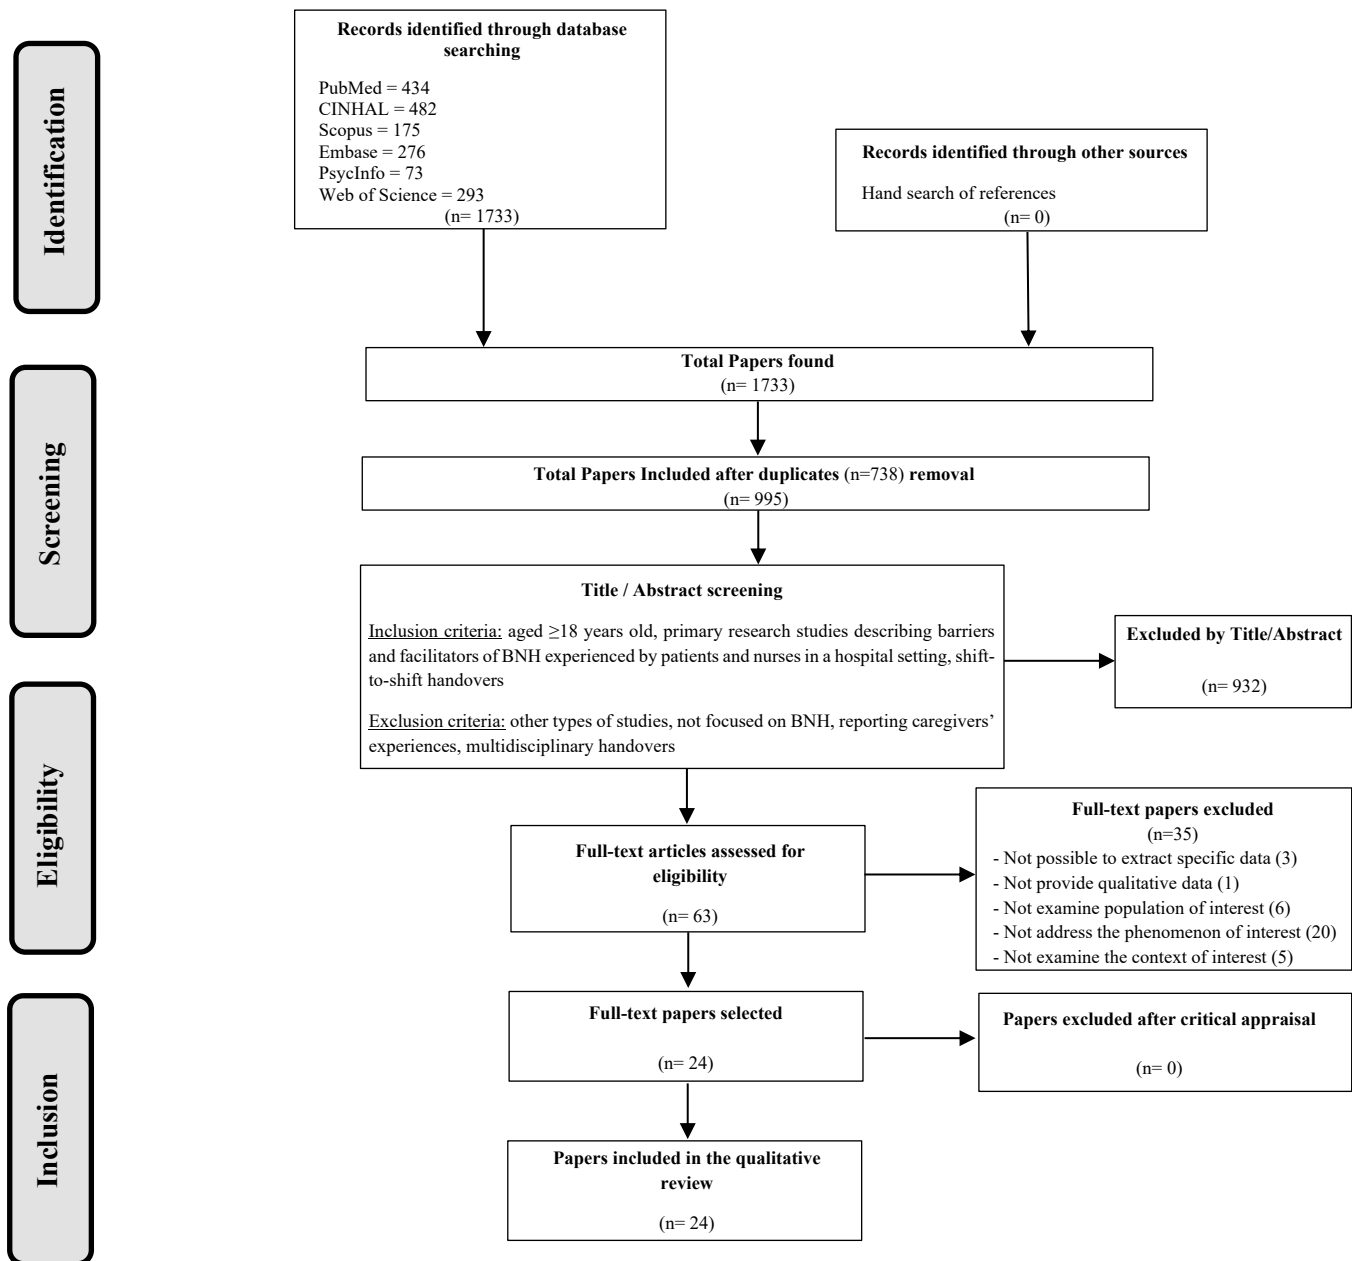 Identification
Records identified through database
searching
PubMed = 434
CINHAL = 482
Scopus = 175
Embase = 276
PsycInfo = 73
Web of Science = 293
(n= 1733)
Records identified through other sources
Hand search of references
(n= 0)
Screening
Total Papers found
(n= 1733)
Total Papers Included after duplicates (n=738) removal
(n= 995)
Title / Abstract screening
Inclusion criteria: aged ≥18 years old, primary research studies describing barriers
and facilitators of BNH experienced by patients and nurses in a hospital setting, shift-
to-shift handovers
Exclusion criteria: other types of studies, not focused on BNH, reporting caregivers’
experiences, multidisciplinary handovers
Excluded by Title/Abstract
(n= 932)
Eligibility
Full-text articles assessed for
eligibility
(n= 63)
Full-text papers excluded
(n=35)
- Not possible to extract specific data (3)
- Not provide qualitative data (1)
- Not examine population of interest (6)
- Not address the phenomenon of interest (20)
- Not examine the context of interest (5)
Inclusion
Full-text papers selected
(n= 24)
Papers excluded after critical appraisal
(n= 0)
Papers included in the qualitative
review
(n= 24)